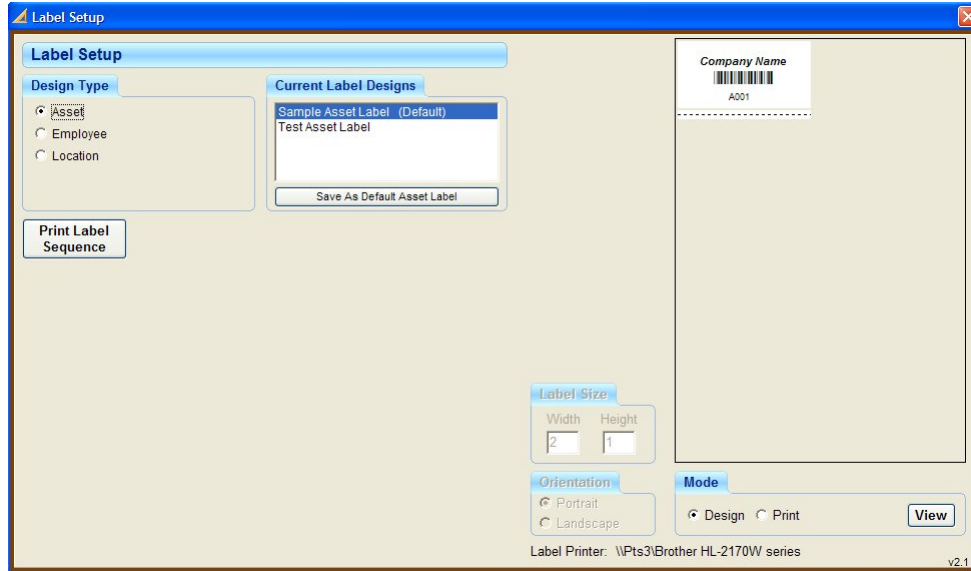 Label Setup
Label Setup
Design Type
Asset
Employee
Location
Current Label Designs
Sample Asset Label (Default)
Test Asset Label
Save As Default Asset Label
Print Label
Sequence
Company Name
A001
Label Size
Width Height
2 1
Orientation
Portrait
Landscape
Mode
Design Print
View
Label Printer: \\Pts3\Brother HL-2170W series
v2.1